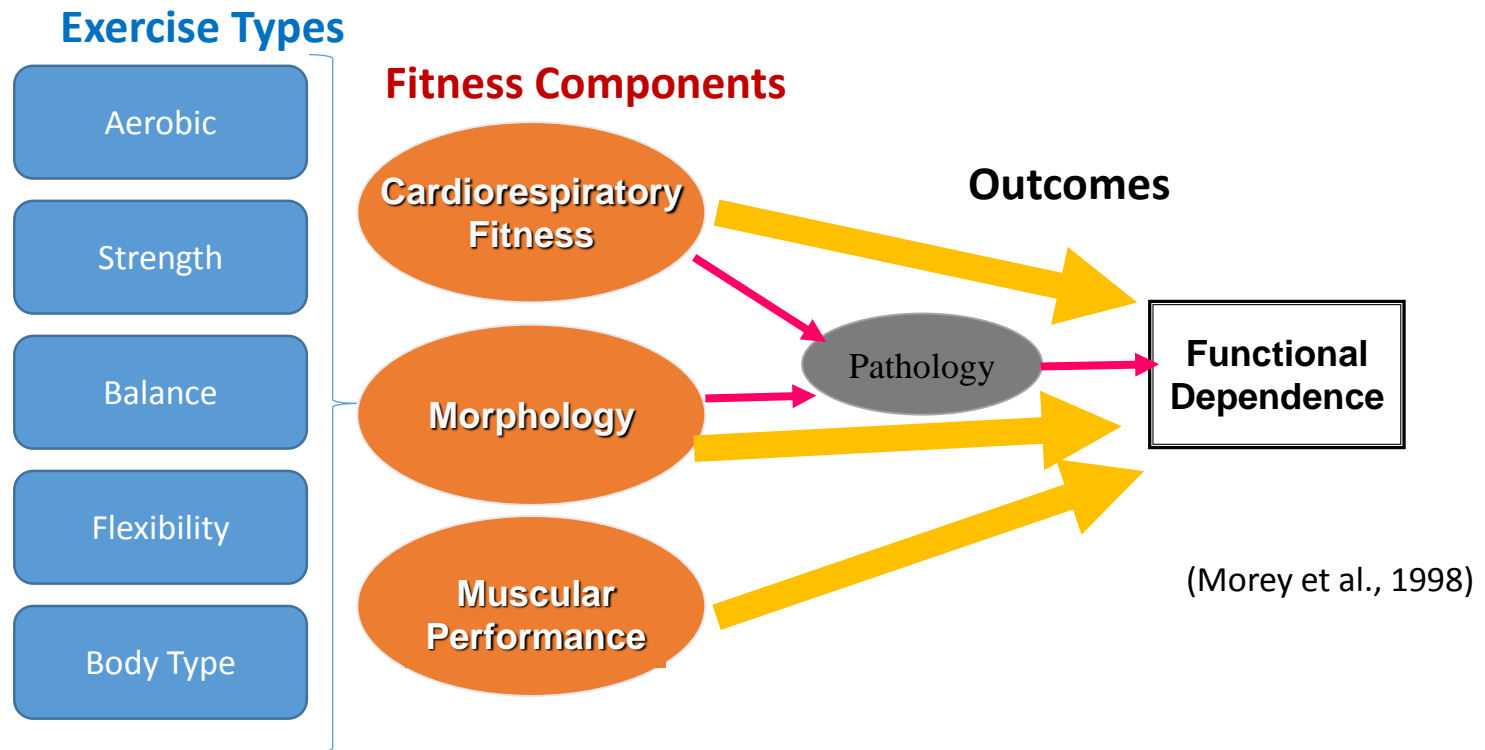 Exercise Types
Aerobic
Strength
Balance
Flexibility
Body Type
Fitness Components
Cardiorespiratory
Fitness
Morphology
Muscular
Performance
Pathology
Outcomes
Functional
Dependence
(Morey et al., 1998)